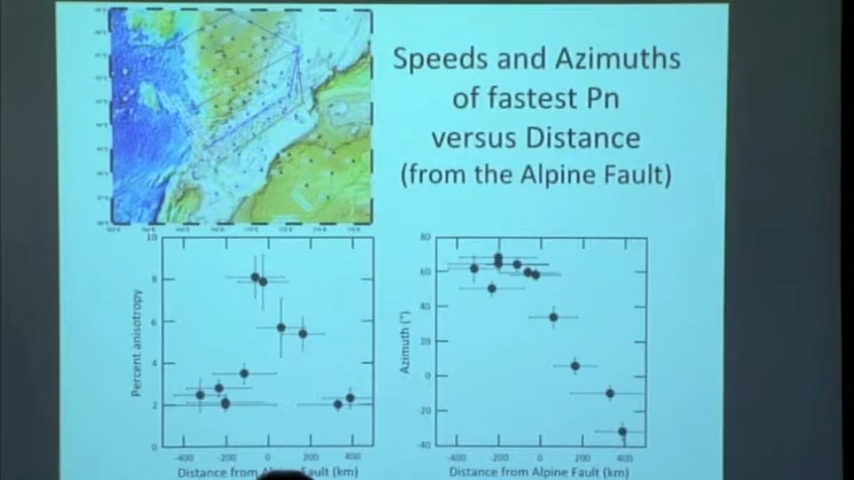 Speeds and Azimuths
of fastest Pn
versus Distance
(from the Alpine Fault)
10
8
6
4
2
0
Percent anisotropy
-400 -200 0 200 400
Distance from Alpine Fault (km)
80
60
40
20
0
20
-40
Azimuth (°)
-400 -200 0 200 400
Distance from Alpine Fault (km)